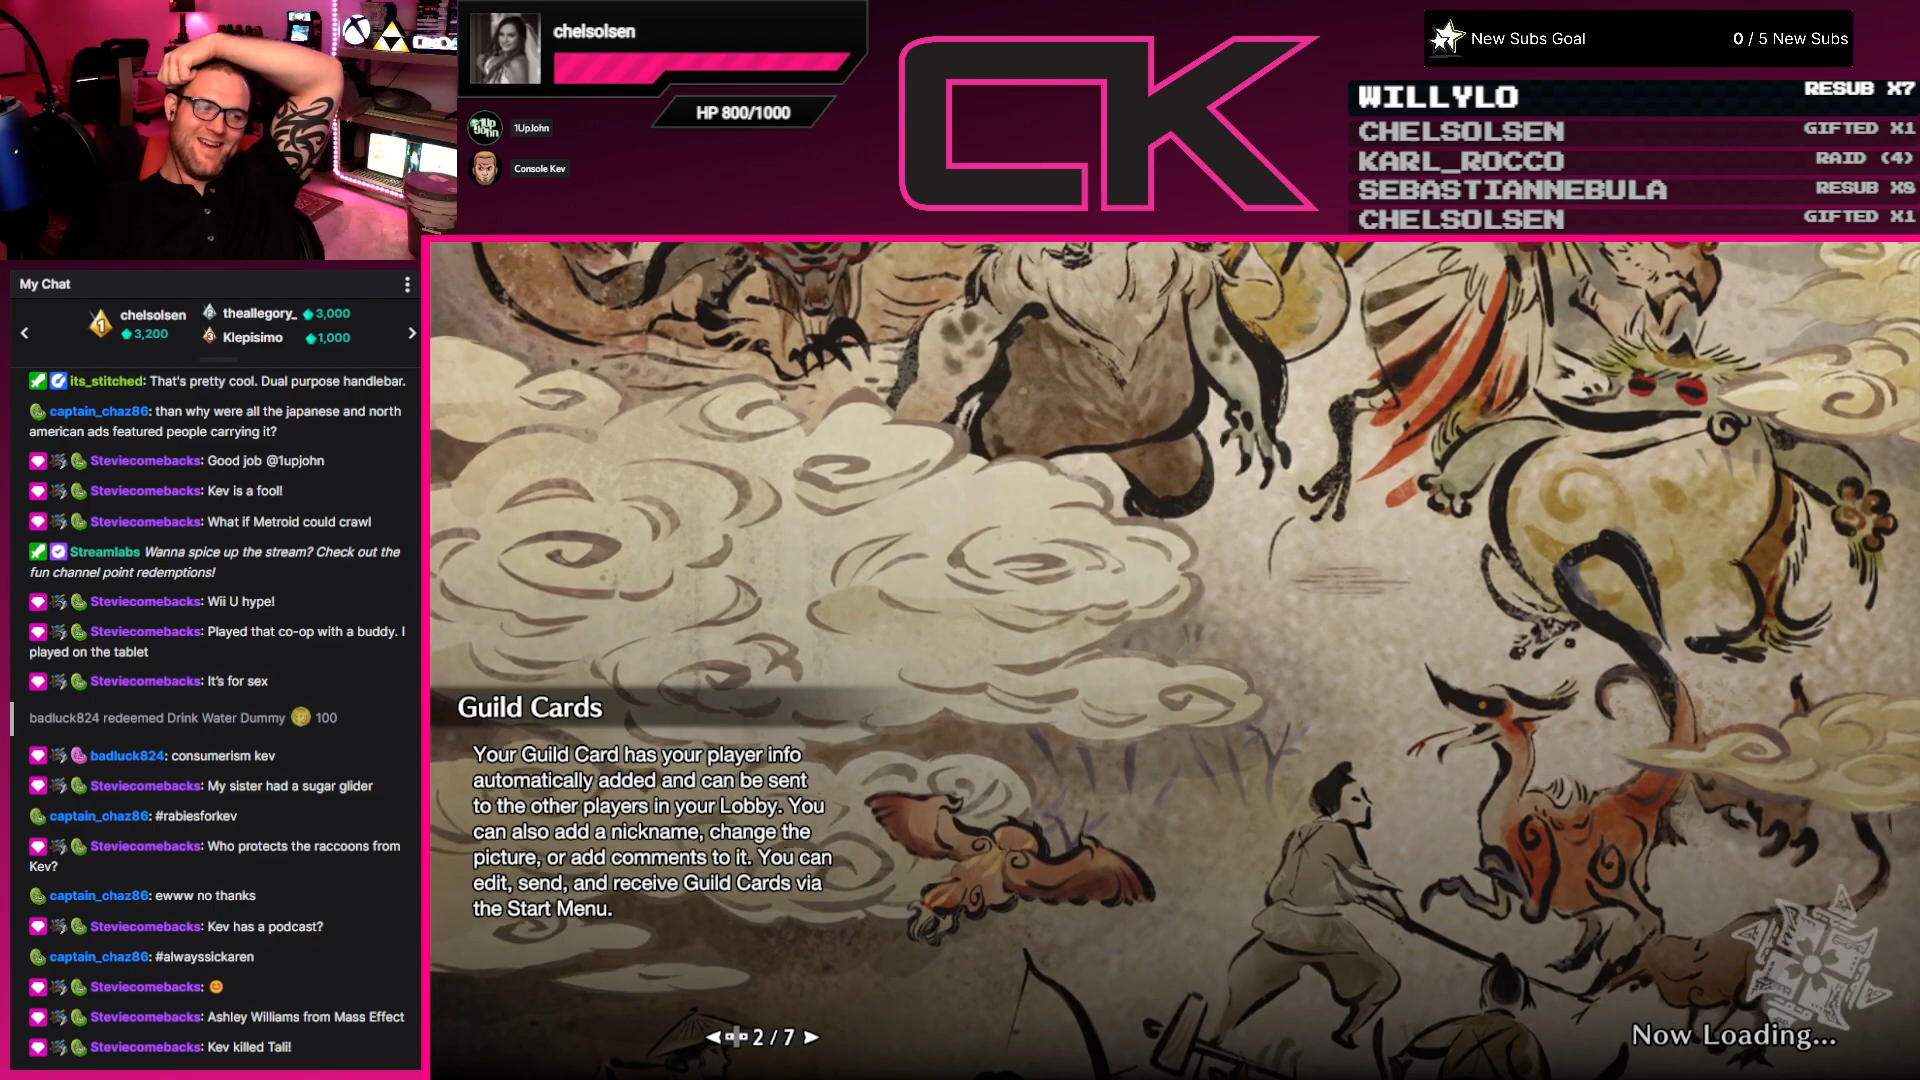 chelsolsen
HP 800/1000
1UpJohn
Console Kev
CK
New Subs Goal
0 / 5 New Subs
WILLYLO RESUB X7
CHELSOLSEN GIFTED X1
KARL_ROCCO RAID (4)
SEBASTIANNEBULA RESUB X8
CHELSOLSEN GIFTED X1
My Chat
1 chelsolsen 3,200
theallegory_ 3,000
Klepisimo 1,000
its_stitched: That's pretty cool. Dual purpose handlebar.
captain_chaz86: than why were all the japanese and north
american ads featured people carrying it?
Steviecomebacks: Good job @1upjohn
Steviecomebacks: Kev is a fool!
Steviecomebacks: What if Metroid could crawl
Streamlabs Wanna spice up the stream? Check out the
fun channel point redemptions!
Steviecomebacks: Wii U hype!
Steviecomebacks: Played that co-op with a buddy. I
played on the tablet
Steviecomebacks: It's for sex
badluck824 redeemed Drink Water Dummy 100
badluck824: consumerism kev
Steviecomebacks: My sister had a sugar glider
captain_chaz86: #rabiesforkev
Steviecomebacks: Who protects the raccoons from
Kev?
captain_chaz86: ewww no thanks
Steviecomebacks: Kev has a podcast?
captain_chaz86: #alwayssickaren
Steviecomebacks:
Steviecomebacks: Ashley Williams from Mass Effect
Steviecomebacks: Kev killed Tali!
Guild Cards
Your Guild Card has your player info
automatically added and can be sent
to the other players in your Lobby. You
can also add a nickname, change the
picture, or add comments to it. You can
edit, send, and receive Guild Cards via
the Start Menu.
2 / 7
Now Loading...